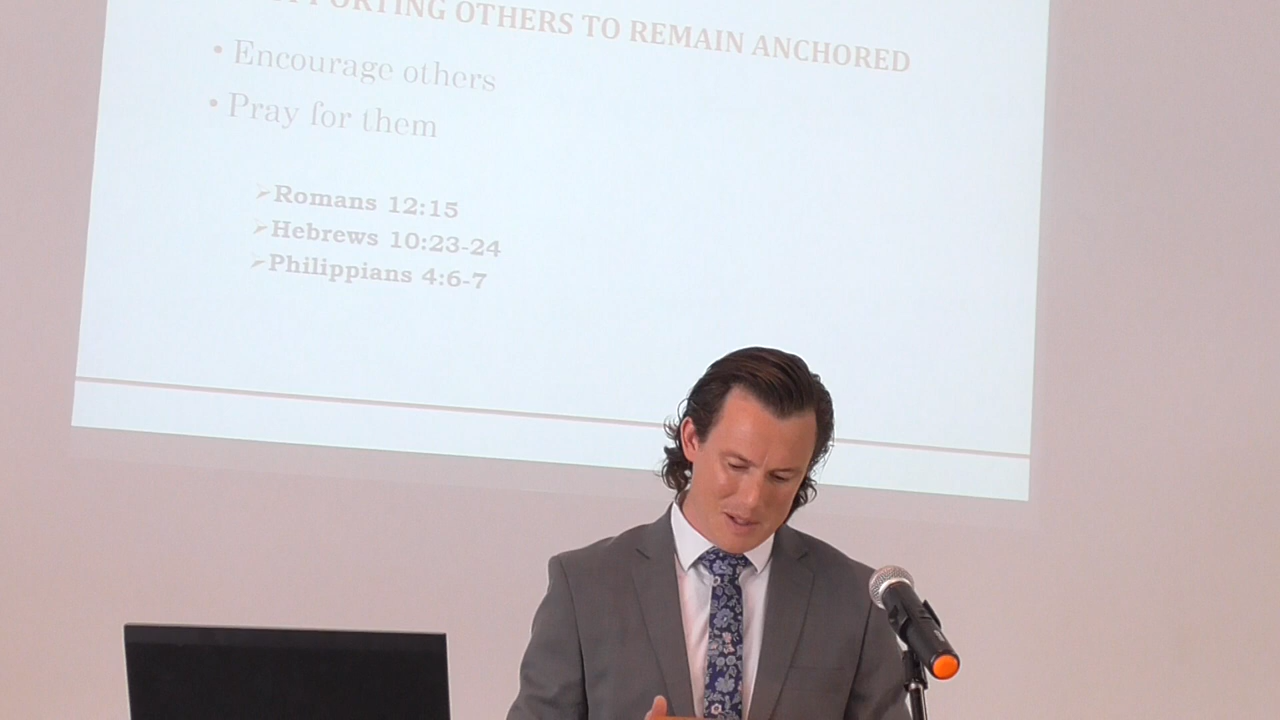 OTHERS TO REMAIN ANCHORED
• Encourage others
• Pray for them
➢Romans 12:15
➢Hebrews 10:23-24
➢Philippians 4:6-7